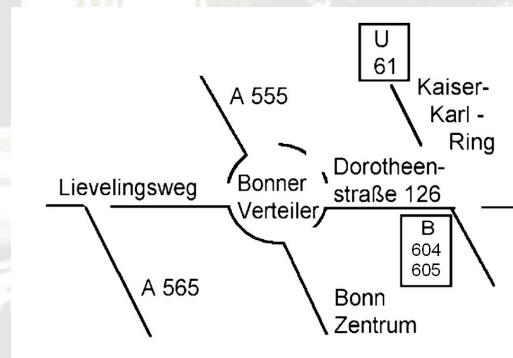 U
61
Kaiser-
Karl -
Ring
A 555
Dorotheen-
straße 126
Lievelingsweg
Bonner
Verteiler
B
604
605
A 565
Bonn
Zentrum